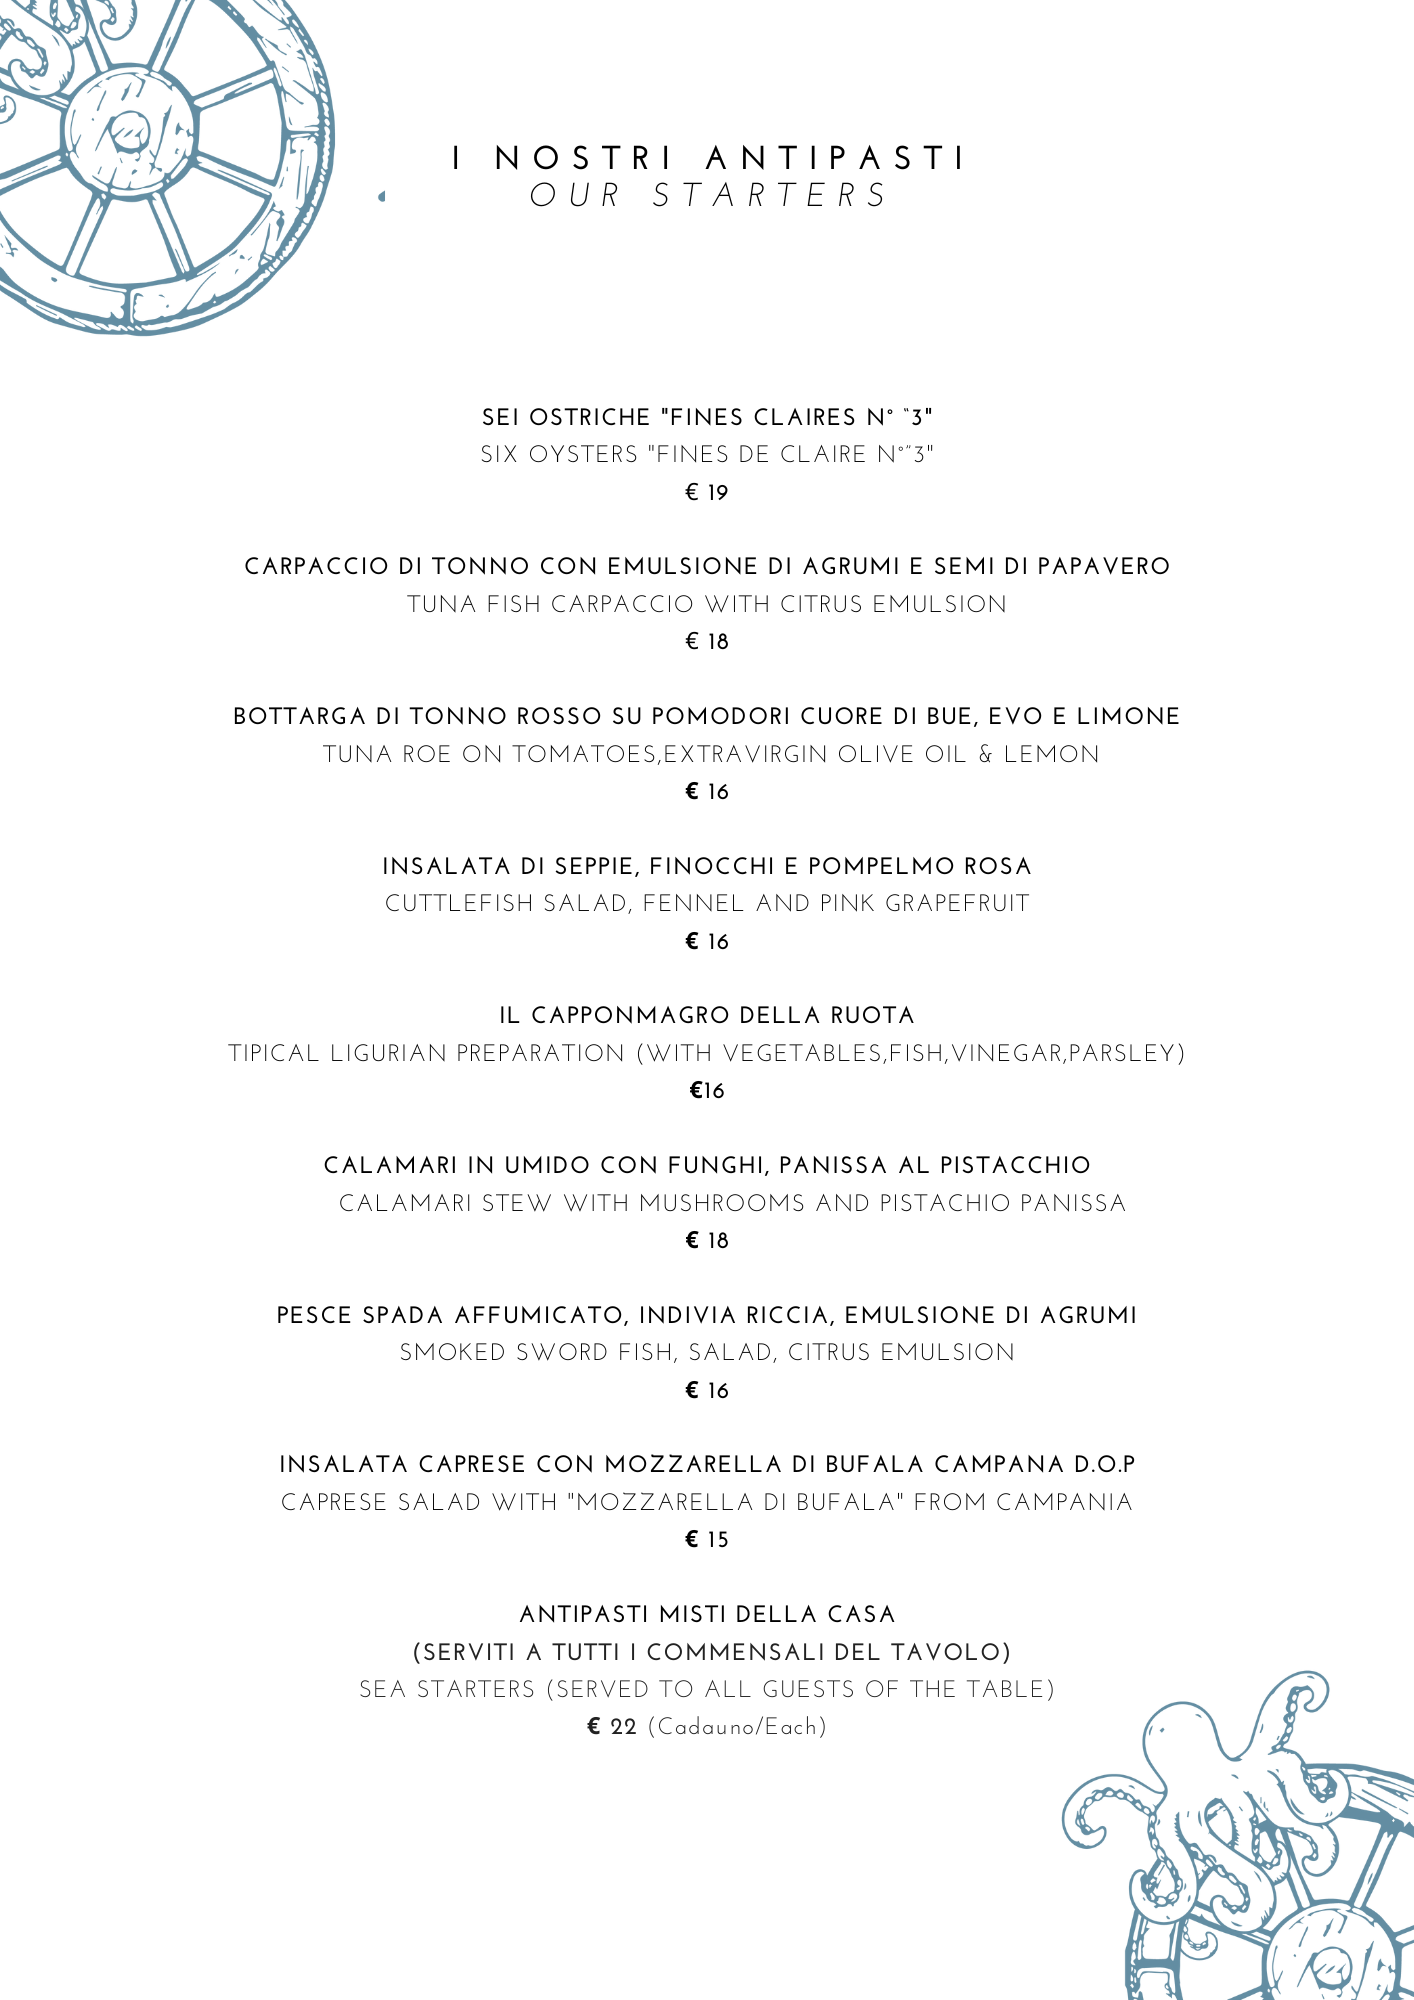 I NOSTRI ANTIPASTI
OUR STARTERS
SEI OSTRICHE "FINES CLAIRES N° “3"
SIX OYSTERS "FINES DE CLAIRE N°”3"
€ 19
CARPACCIO DI TONNO CON EMULSIONE DI AGRUMI E SEMI DI PAPAVERO
TUNA FISH CARPACCIO WITH CITRUS EMULSION
€ 18
BOTTARGA DI TONNO ROSSO SU POMODORI CUORE DI BUE, EVO E LIMONE
TUNA ROE ON TOMATOES,EXTRAVIRGIN OLIVE OIL & LEMON
€ 16
INSALATA DI SEPPIE, FINOCCHI E POMPELMO ROSA
CUTTLEFISH SALAD, FENNEL AND PINK GRAPEFRUIT
€ 16
IL CAPPONMAGRO DELLA RUOTA
TIPICAL LIGURIAN PREPARATION (WITH VEGETABLES,FISH,VINEGAR,PARSLEY)
€16
CALAMARI IN UMIDO CON FUNGHI, PANISSA AL PISTACCHIO
CALAMARI STEW WITH MUSHROOMS AND PISTACHIO PANISSA
€ 18
PESCE SPADA AFFUMICATO, INDIVIA RICCIA, EMULSIONE DI AGRUMI
SMOKED SWORD FISH, SALAD, CITRUS EMULSION
€ 16
INSALATA CAPRESE CON MOZZARELLA DI BUFALA CAMPANA D.O.P
CAPRESE SALAD WITH "MOZZARELLA DI BUFALA" FROM CAMPANIA
€ 15
ANTIPASTI MISTI DELLA CASA
(SERVITI A TUTTI I COMMENSALI DEL TAVOLO)
SEA STARTERS (SERVED TO ALL GUESTS OF THE TABLE)
€ 22 (Cadauno/Each)